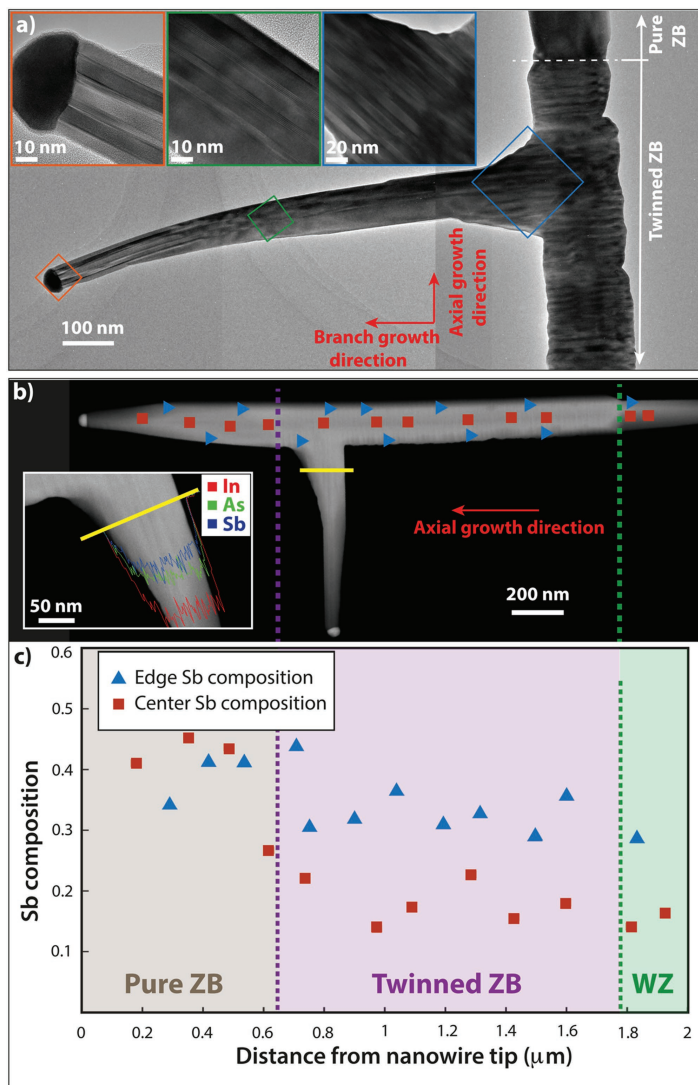 a)
10 nm
10 nm
20 nm
Pure
ZB
Twinned ZB
100 nm
Branch growth
direction
Axial growth
direction
b)
In
As
Sb
50 nm
Axial growth direction
200 nm
c)
0.6
0.5
0.4
0.3
0.2
0.1
Sb composition
Edge Sb composition
Center Sb composition
Pure ZB
Twinned ZB
WZ
0
0.2
0.4
0.6
0.8
1
1.2
1.4
1.6
1.8
2
Distance from nanowire tip (μm)